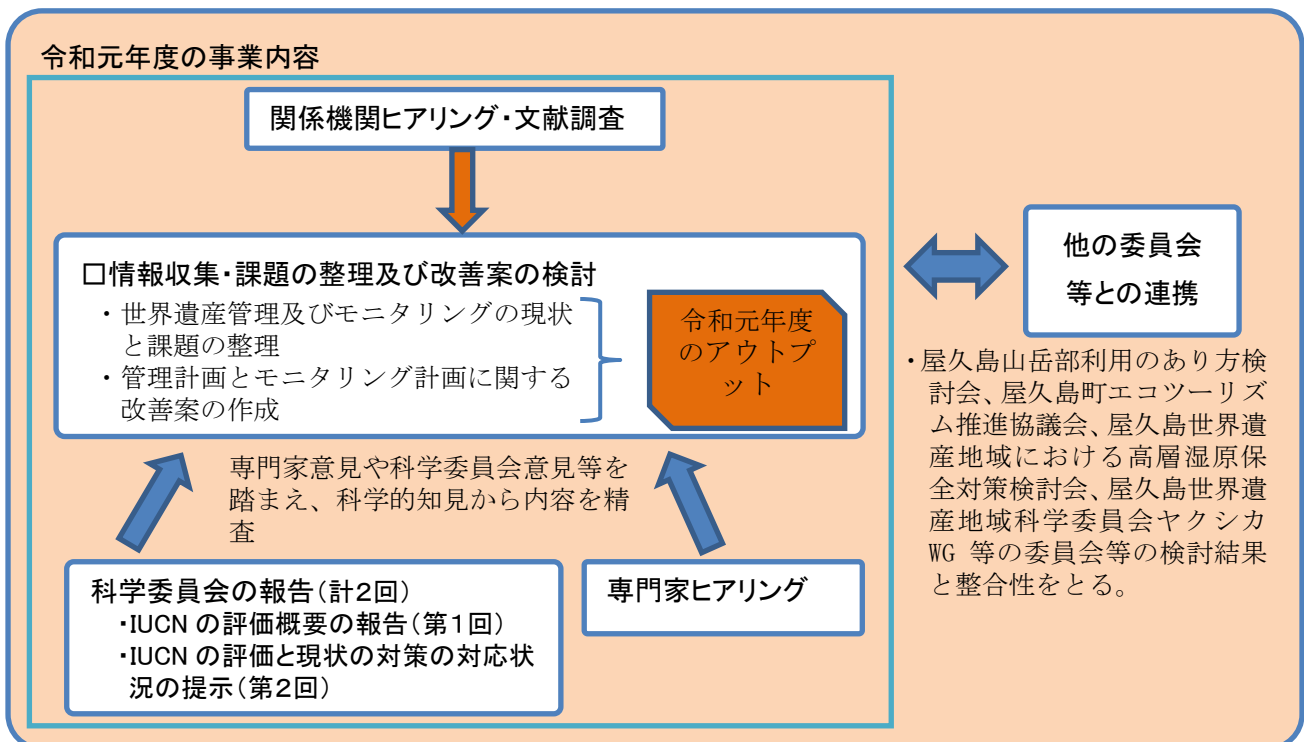 令和元年度の事業内容
関係機関ヒアリング・文献調査
□情報収集・課題の整理及び改善案の検討
・世界遺産管理及びモニタリングの現状
と課題の整理
・管理計画とモニタリング計画に関する
改善案の作成
令和元年度
のアウトプ
ット
専門家意見や科学委員会意見等を
踏まえ、科学的知見から内容を精
査
科学委員会の報告(計2回)
・IUCN の評価概要の報告(第1回)
・IUCN の評価と現状の対策の対応状
況の提示(第2回)
専門家ヒアリング
他の委員会
等との連携
・屋久島山岳部利用のあり方検
討会、屋久島町エコツーリズ
ム推進協議会、屋久島世界遺
産地域における高層湿原保
全対策検討会、屋久島世界遺
産地域科学委員会ヤクシカ
WG 等の委員会等の検討結果
と整合性をとる。